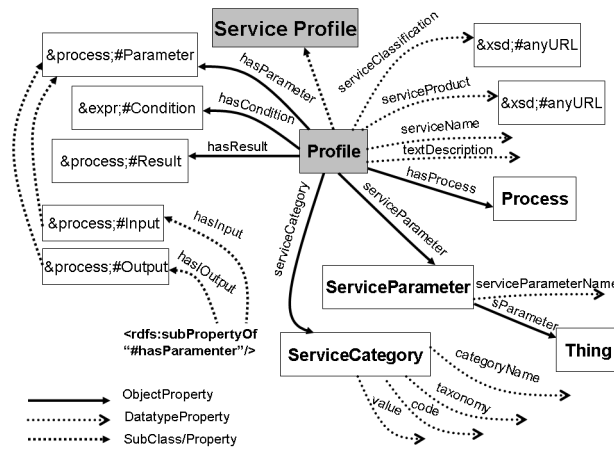 Service Profile
&process;#Parameter
hasParameter
serviceClassification
&xsd;#anyURL
&expr;#Condition
hasCondition
serviceProduct
&xsd;#anyURL
serviceName
textDescription
&process;#Result
hasResult
Profile
hasProcess
Process
&process;#Input
hasInput
serviceCategory
serviceParameter
&process;#Output
hasIOutput
ServiceParameter
serviceParameterName
sParameter
<rdfs:subPropertyOf
“#hasParamenter”/>
ServiceCategory
Thing
categoryName
taxonomy
code
value
ObjectProperty
DatatypeProperty
SubClass/Property